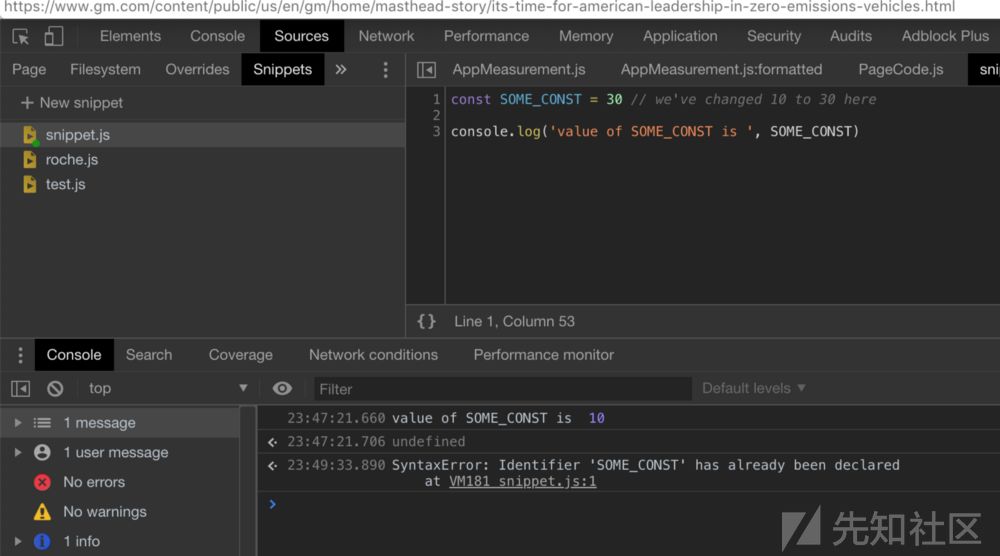 https://www.gm.com/content/public/us/en/gm/home/masthead-story/its-time-for-american-leadership-in-zero-emissions-vehicles.html
Elements Console Sources Network Performance Memory Application Security Audits Adblock Plus
Page Filesystem Overrides Snippets » AppMeasurement.js AppMeasurement.js:formatted PageCode.js sni
+ New snippet
snippet.js
roche.js
test.js
1 const SOME_CONST = 30 // we've changed 10 to 30 here
2
3 console.log('value of SOME_CONST is ', SOME_CONST)
{} Line 1, Column 53
Console Search Coverage Network conditions Performance monitor
top Filter Default levels
1 message
1 user message
No errors
No warnings
1 info
23:47:21.660 value of SOME_CONST is  10
23:47:21.706 undefined
23:49:33.890 SyntaxError: Identifier 'SOME_CONST' has already been declared
at VM181 snippet.js:1
先知社区